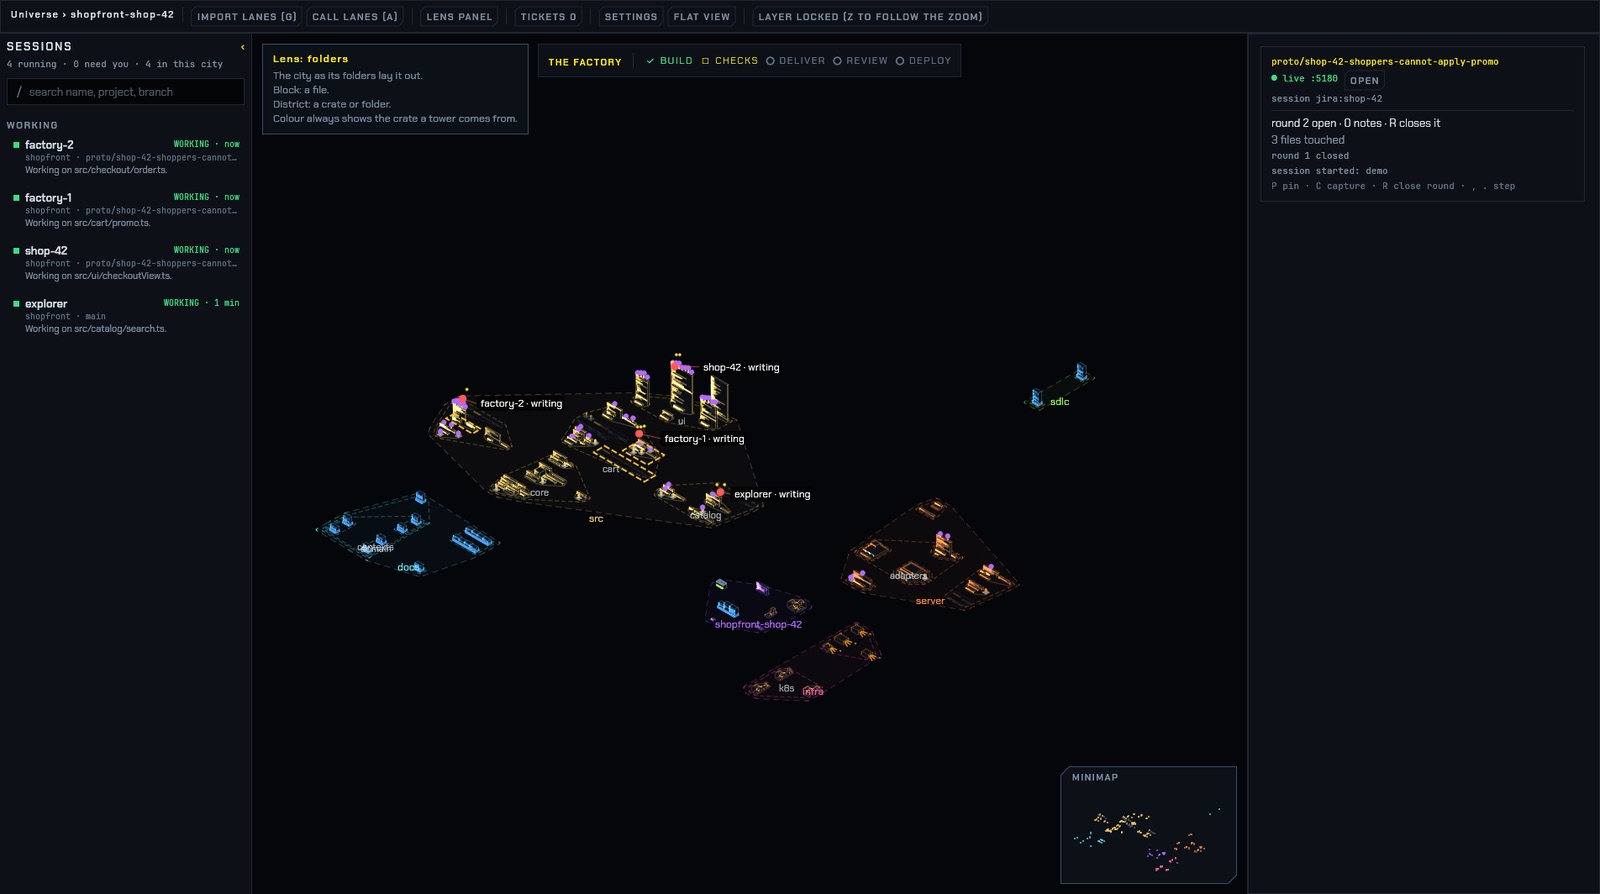 Universe › shopfront-shop-42
IMPORT LANES (G)
CALL LANES (A)
LENS PANEL
TICKETS 0
SETTINGS
FLAT VIEW
LAYER LOCKED (Z TO FOLLOW THE ZOOM)
SESSIONS
‹
4 running · 0 need you · 4 in this city
/ search name, project, branch
WORKING
factory-2 WORKING · now
shopfront · proto/shop-42-shoppers-cannot…
Working on src/checkout/order.ts.
factory-1 WORKING · now
shopfront · proto/shop-42-shoppers-cannot…
Working on src/cart/promo.ts.
shop-42 WORKING · now
shopfront · proto/shop-42-shoppers-cannot…
Working on src/ui/checkoutView.ts.
explorer WORKING · 1 min
shopfront · main
Working on src/catalog/search.ts.
Lens: folders
The city as its folders lay it out.
Block: a file.
District: a crate or folder.
Colour always shows the crate a tower comes from.
THE FACTORY
✓ BUILD
CHECKS
DELIVER
REVIEW
DEPLOY
shop-42 · writing
factory-2 · writing
ui
factory-1 · writing
cart
core
explorer · writing
catalog
src
sdlc
docs
adapters
server
shopfront-shop-42
k8s
infra
proto/shop-42-shoppers-cannot-apply-promo
live :5180
OPEN
session jira:shop-42
round 2 open · 0 notes · R closes it
3 files touched
round 1 closed
session started: demo
P pin · C capture · R close round · , . step
MINIMAP